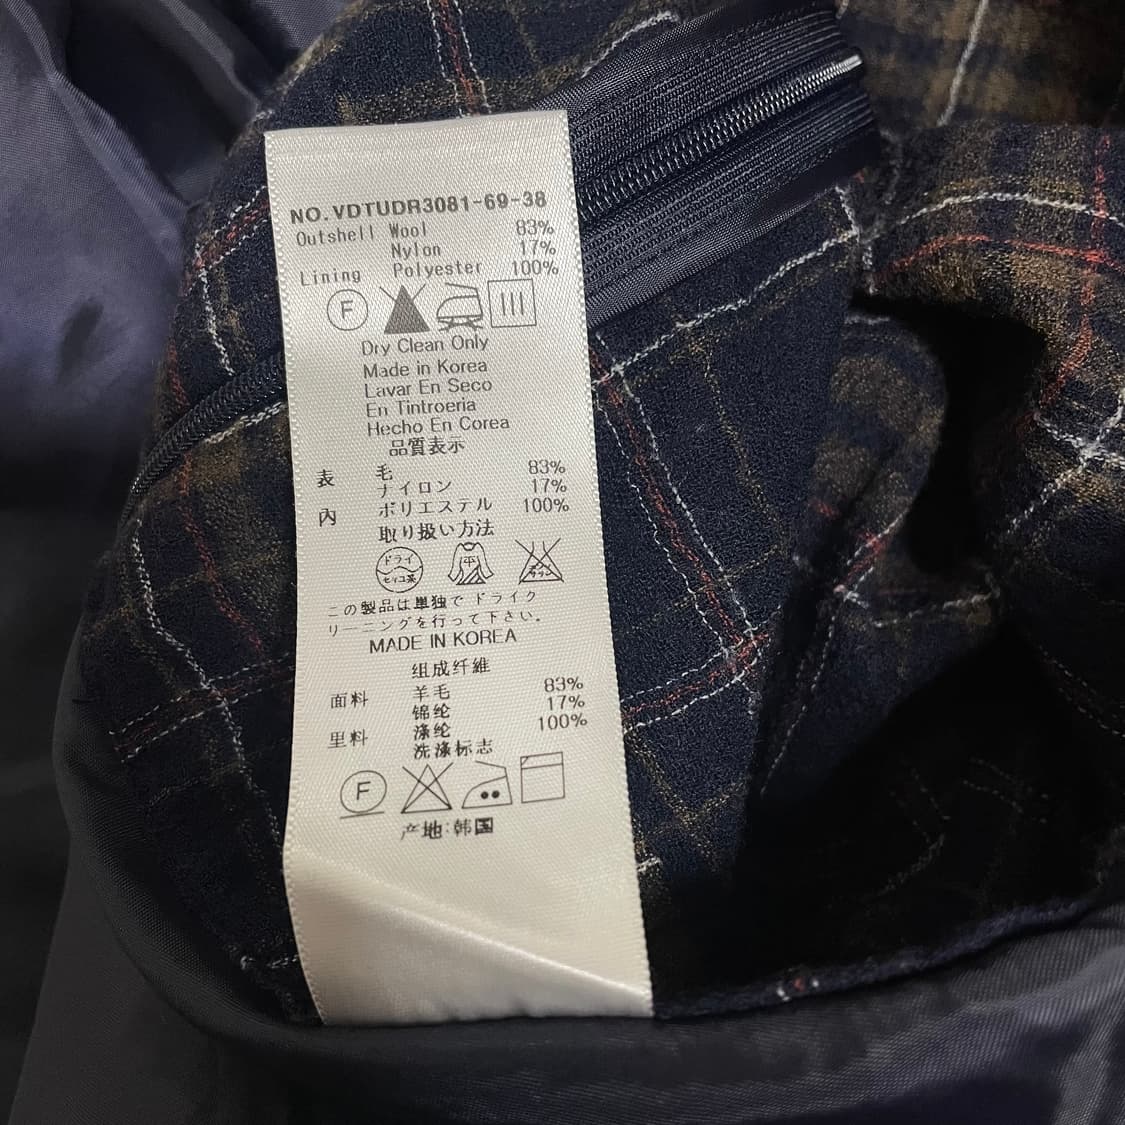 NO. VDTUDR3081-69-38
Outshell Wool 83%
Nylon 17%
Lining Polyester 100%
F
Dry Clean Only
Made in Korea
Lavar En Seco
En Tintroeria
Hecho En Corea
品質表示
表 毛 83%
ナイロン 17%
内 ポリエステル 100%
取り扱い方法
ドライ
セキユ系
中
この製品は単独で ドライク
リーニングを行って下さい。
MADE IN KOREA
组成纤维
面料 羊毛 83%
锦纶 17%
里料 涤纶 100%
洗涤标志
F
产地:韩国